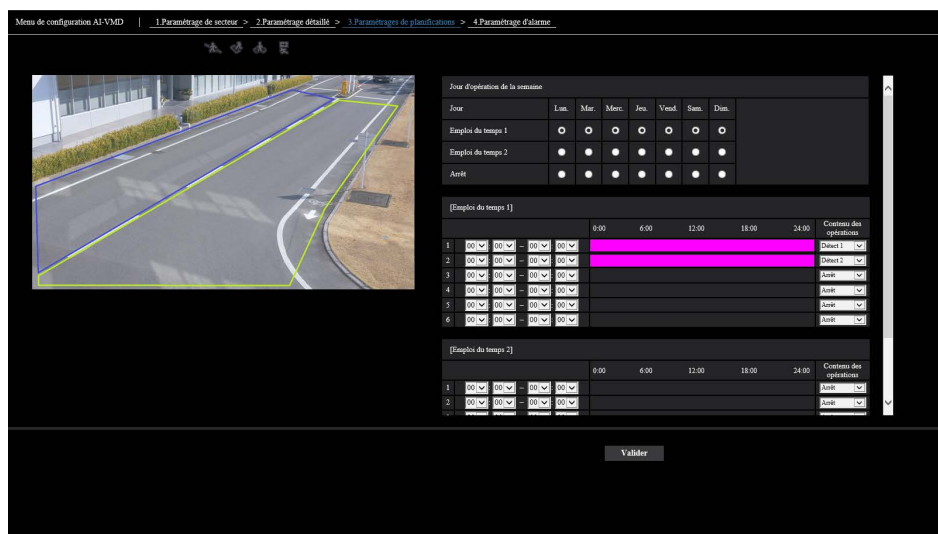 Menu de configuration AI-VMD | 1.Paramétrage de secteur > 2.Paramétrage détaillé > 3.Paramétrages de planifications > 4.Paramétrage d'alarme
Jour d'opération de la semaine
Jour Lun. Mar. Merc. Jeu. Vend. Sam. Dim.
Emploi du temps 1
Emploi du temps 2
Arrêt
[Emploi du temps 1]
0:00 6:00 12:00 18:00 24:00 Contenu des opérations
1 00 : 00 – 00 : 00 Détect 1
2 00 : 00 – 00 : 00 Détect 2
3 00 : 00 – 00 : 00 Arrêt
4 00 : 00 – 00 : 00 Arrêt
5 00 : 00 – 00 : 00 Arrêt
6 00 : 00 – 00 : 00 Arrêt
[Emploi du temps 2]
0:00 6:00 12:00 18:00 24:00 Contenu des opérations
1 00 : 00 – 00 : 00 Arrêt
2 00 : 00 – 00 : 00 Arrêt
Valider